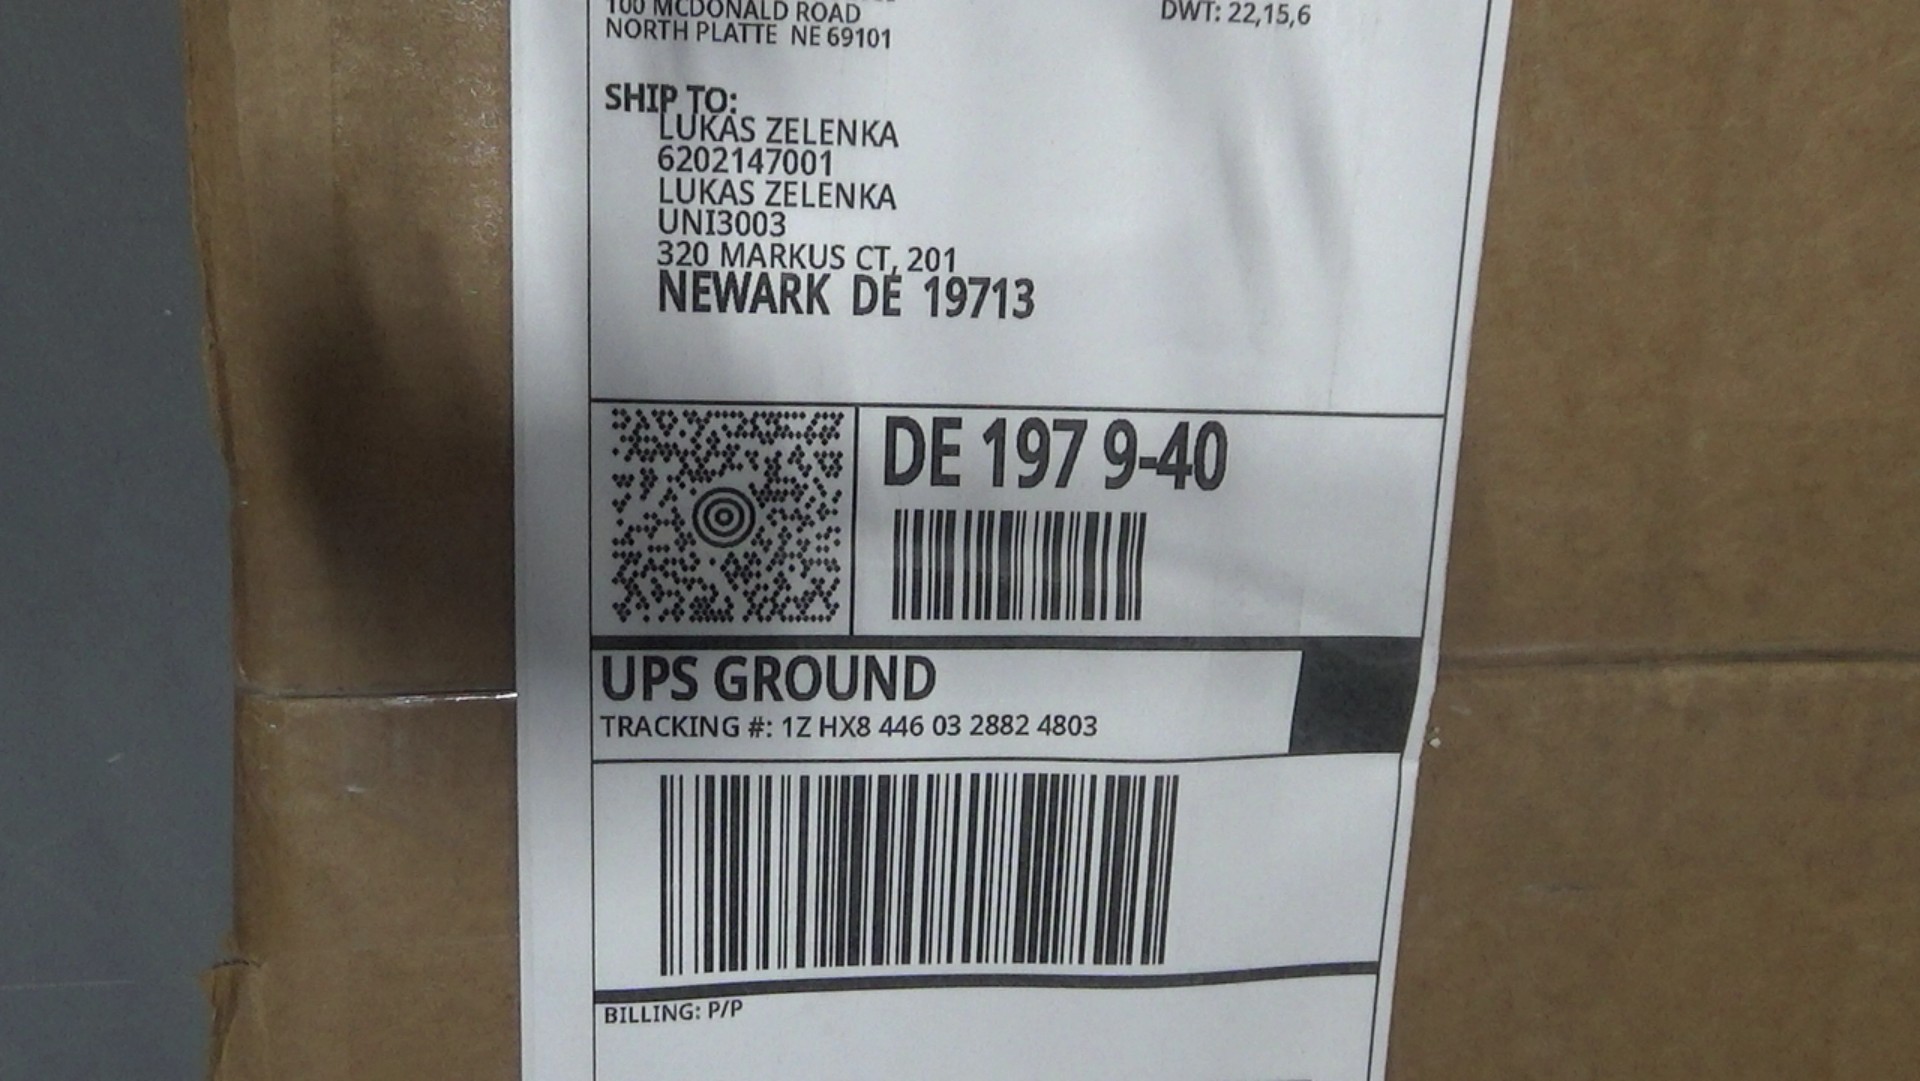 100 MCDONALD ROAD
DWT: 22,15,6
NORTH PLATTE NE 69101
SHIP TO:
LUKAS ZELENKA
6202147001
LUKAS ZELENKA
UNI3003
320 MARKUS CT, 201
NEWARK DE 19713
DE 197 9-40
UPS GROUND
TRACKING #: 1Z HX8 446 03 2882 4803
BILLING: P/P